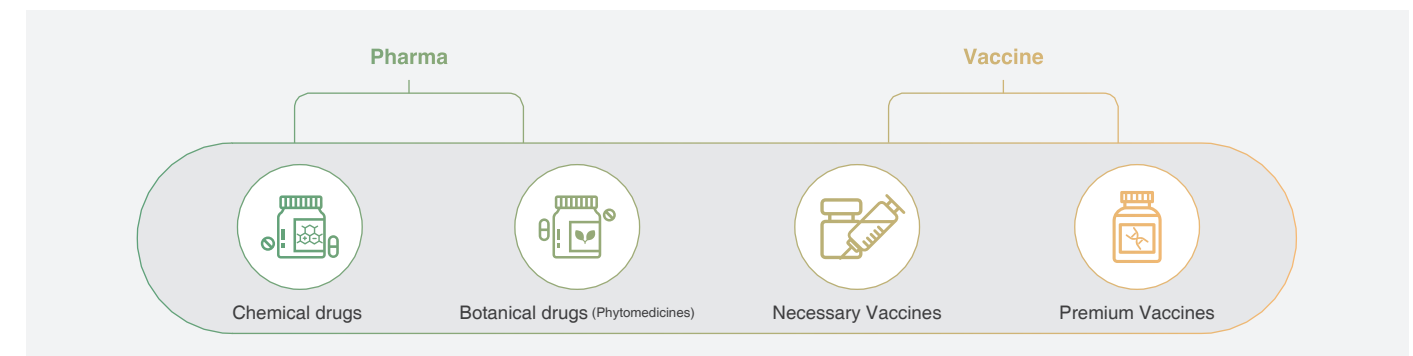 Pharma
Vaccine
Chemical drugs
Botanical drugs (Phytomedicines)
Necessary Vaccines
Premium Vaccines